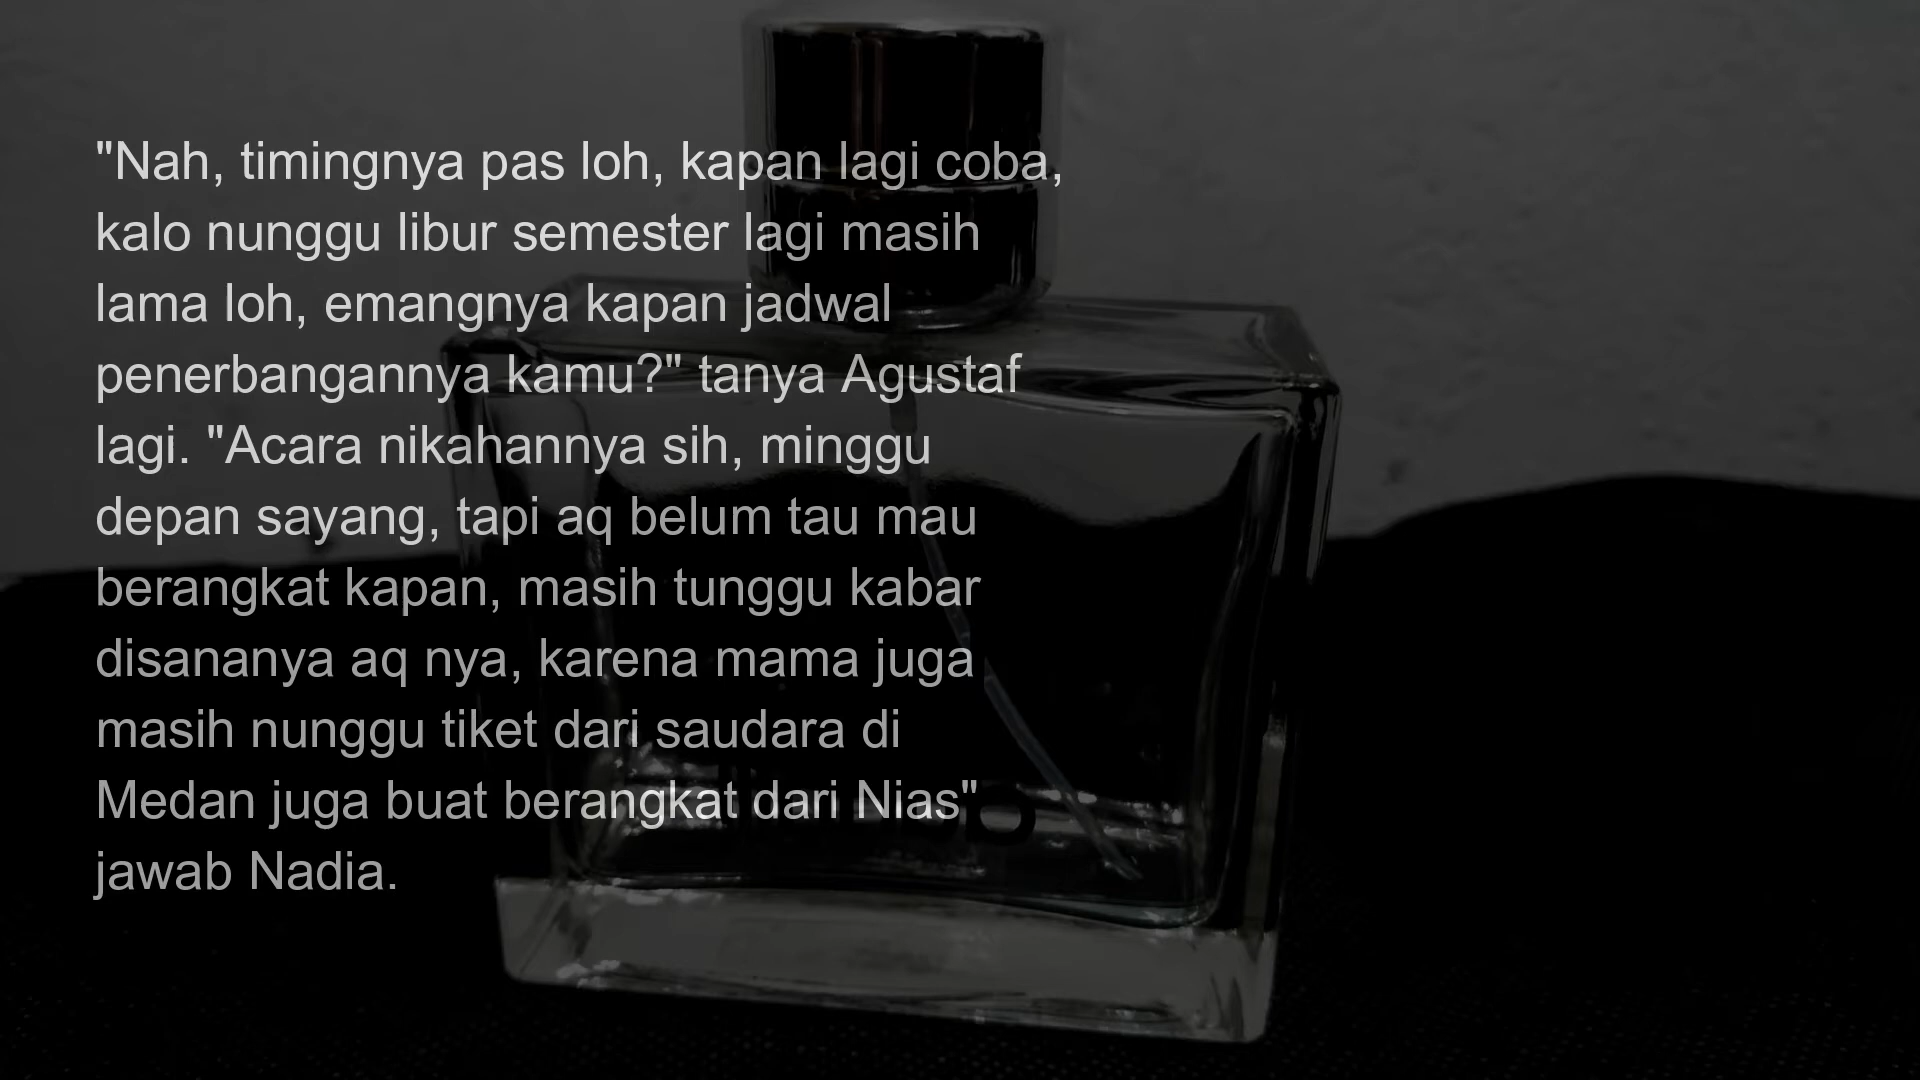 "Nah, timingnya pas loh, kapan lagi coba,
kalo nunggu libur semester lagi masih
lama loh, emangnya kapan jadwal
penerbangannya kamu?" tanya Agustaf
lagi. "Acara nikahannya sih, minggu
depan sayang, tapi aq belum tau mau
berangkat kapan, masih tunggu kabar
disananya aq nya, karena mama juga
masih nunggu tiket dari saudara di
Medan juga buat berangkat dari Nias"
jawab Nadia.